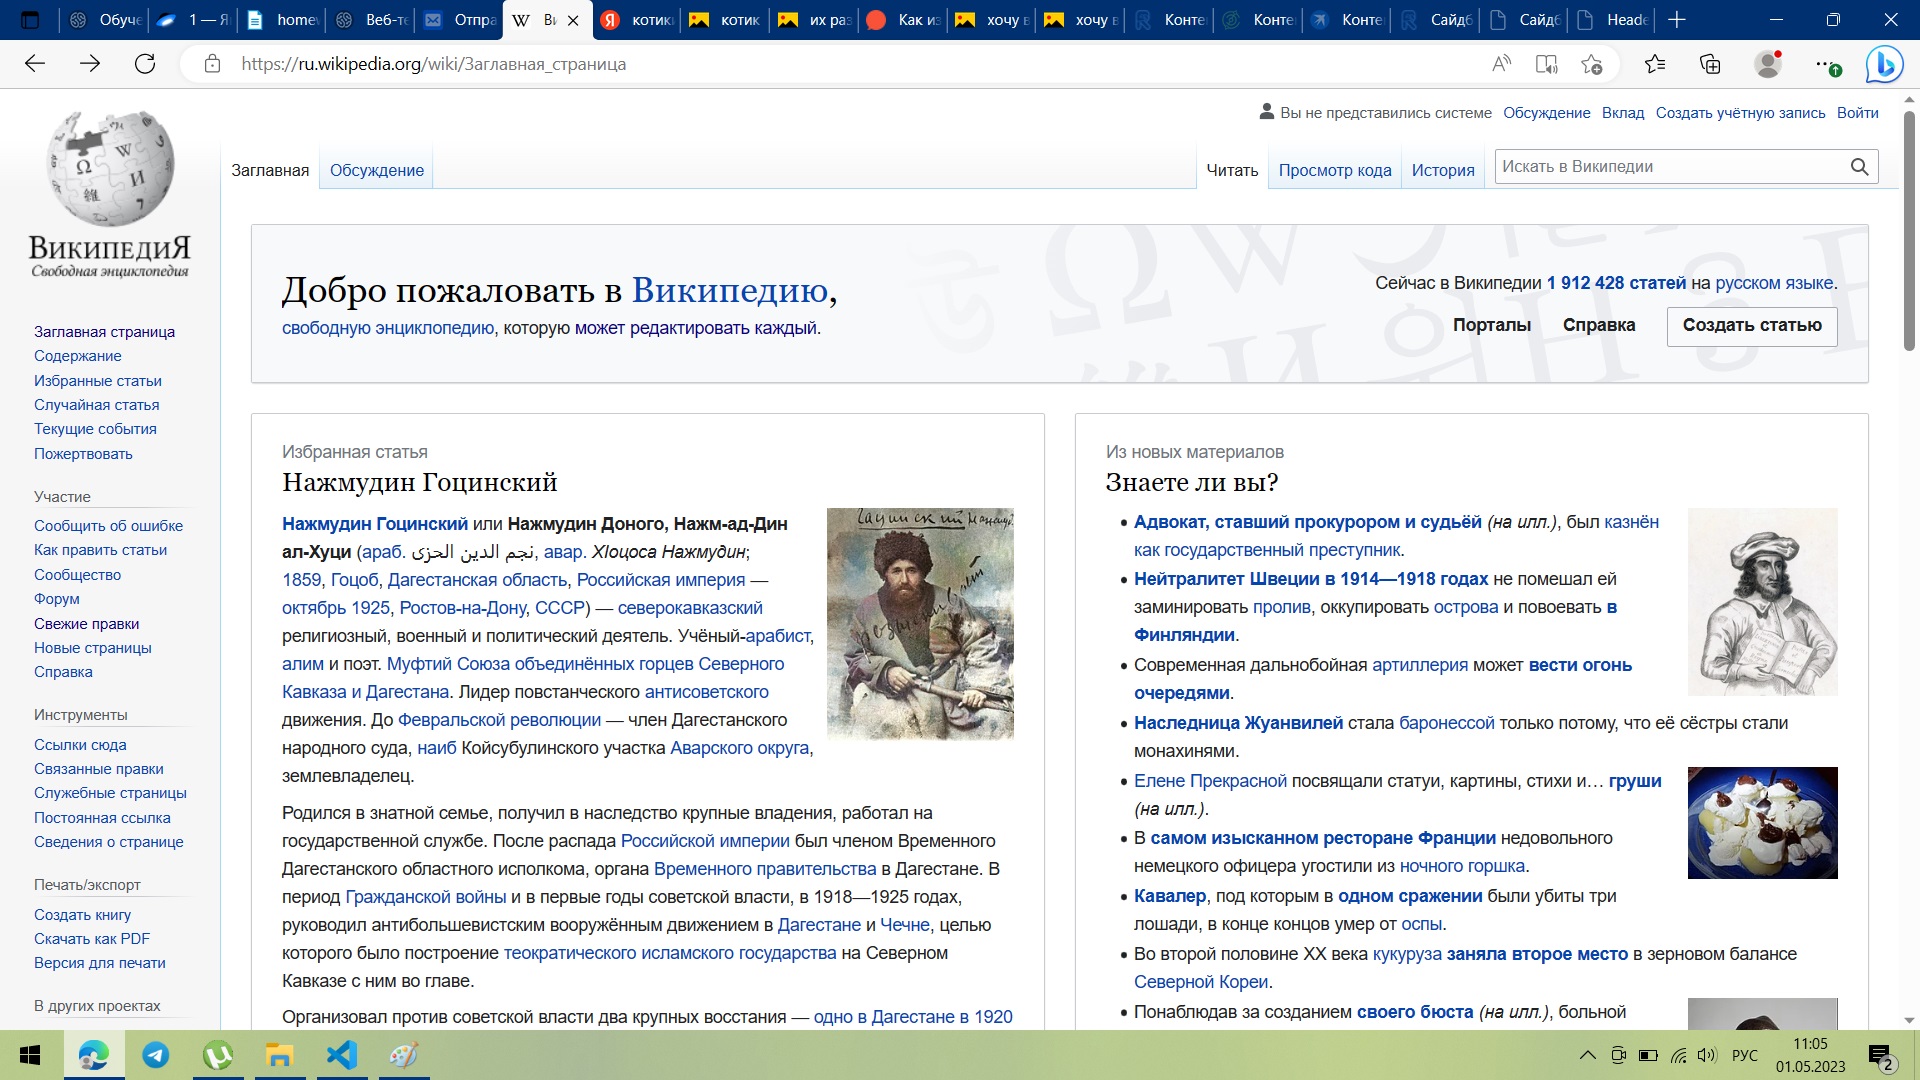 Обуче
1 — Я
home
Веб-те
Отпра
Ви
котик
котик
их раз
Как из
хочу в
хочу в
Конте
Конте
Конте
Сайдб
Сайдб
Heade
https://ru.wikipedia.org/wiki/Заглавная_страница
Вы не представились системе Обсуждение Вклад Создать учётную запись Войти
Заглавная Обсуждение Читать Просмотр кода История Искать в Википедии
ВикипедиЯ
Свободная энциклопедия
Заглавная страница
Содержание
Избранные статьи
Случайная статья
Текущие события
Пожертвовать
Участие
Сообщить об ошибке
Как править статьи
Сообщество
Форум
Свежие правки
Новые страницы
Справка
Инструменты
Ссылки сюда
Связанные правки
Служебные страницы
Постоянная ссылка
Сведения о странице
Печать/экспорт
Создать книгу
Скачать как PDF
Версия для печати
В других проектах
Добро пожаловать в Википедию,
свободную энциклопедию, которую может редактировать каждый.
Сейчас в Википедии 1 912 428 статей на русском языке.
Порталы Справка Создать статью
Избранная статья
Нажмудин Гоцинский
Нажмудин Гоцинский или Нажмудин Доного, Нажм-ад-Дин
ал-Хуци (араб. نجم الدين الحزى, авар. ХIоцоса Нажмудин;
1859, Гоцоб, Дагестанская область, Российская империя —
октябрь 1925, Ростов-на-Дону, СССР) — северокавказский
религиозный, военный и политический деятель. Учёный-арабист,
алим и поэт. Муфтий Союза объединённых горцев Северного
Кавказа и Дагестана. Лидер повстанческого антисоветского
движения. До Февральской революции — член Дагестанского
народного суда, наиб Койсубулинского участка Аварского округа,
землевладелец.
Родился в знатной семье, получил в наследство крупные владения, работал на
государственной службе. После распада Российской империи был членом Временного
Дагестанского областного исполкома, органа Временного правительства в Дагестане. В
период Гражданской войны и в первые годы советской власти, в 1918—1925 годах,
руководил антибольшевистским вооружённым движением в Дагестане и Чечне, целью
которого было построение теократического исламского государства на Северном
Кавказе с ним во главе.
Организовал против советской власти два крупных восстания — одно в Дагестане в 1920
Из новых материалов
Знаете ли вы?
Адвокат, ставший прокурором и судьёй (на илл.), был казнён
как государственный преступник.
Нейтралитет Швеции в 1914—1918 годах не помешал ей
заминировать пролив, оккупировать острова и повоевать в
Финляндии.
Современная дальнобойная артиллерия может вести огонь
очередями.
Наследница Жуанвилей стала баронессой только потому, что её сёстры стали
монахинями.
Елене Прекрасной посвящали статуи, картины, стихи и… груши
(на илл.).
В самом изысканном ресторане Франции недовольного
немецкого офицера угостили из ночного горшка.
Кавалер, под которым в одном сражении были убиты три
лошади, в конце концов умер от оспы.
Во второй половине XX века кукуруза заняла второе место в зерновом балансе
Северной Кореи.
Понаблюдав за созданием своего бюста (на илл.), больной
РУС
11:05
01.05.2023
2